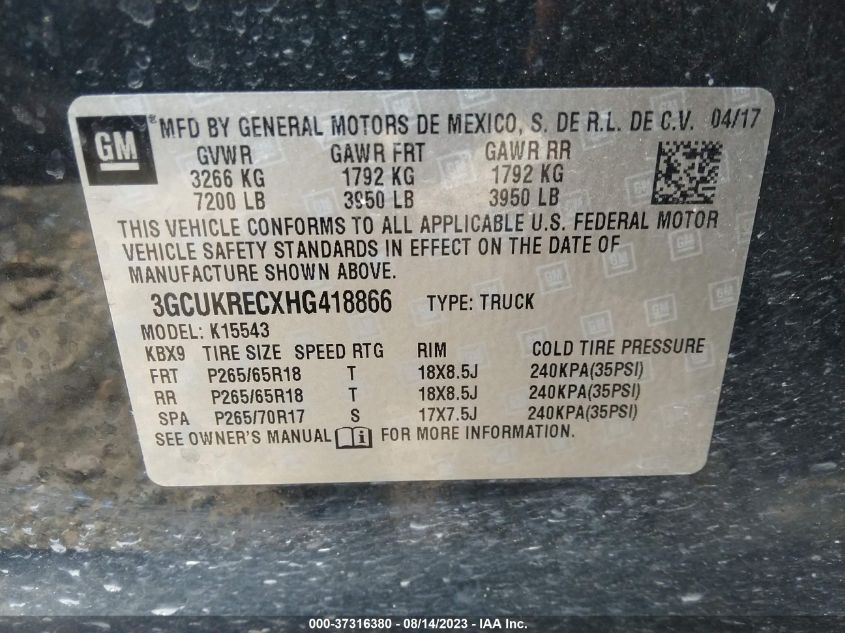 GM ® MFD BY GENERAL MOTORS DE MEXICO, S. DE R.L. DE C.V. 04/17
GVWR GAWR FRT GAWR RR
3266 KG 1792 KG 1792 KG
7200 LB 3950 LB 3950 LB
THIS VEHICLE CONFORMS TO ALL APPLICABLE U.S. FEDERAL MOTOR
VEHICLE SAFETY STANDARDS IN EFFECT ON THE DATE OF
MANUFACTURE SHOWN ABOVE.
3GCUKRECXHG418866 TYPE: TRUCK
MODEL: K15543
KBX9 TIRE SIZE SPEED RTG RIM COLD TIRE PRESSURE
FRT P265/65R18 T 18X8.5J 240KPA(35PSI)
RR P265/65R18 T 18X8.5J 240KPA(35PSI)
SPA P265/70R17 S 17X7.5J 240KPA(35PSI)
SEE OWNER'S MANUAL FOR MORE INFORMATION.
000-37316380 - 08/14/2023 - IAA Inc.